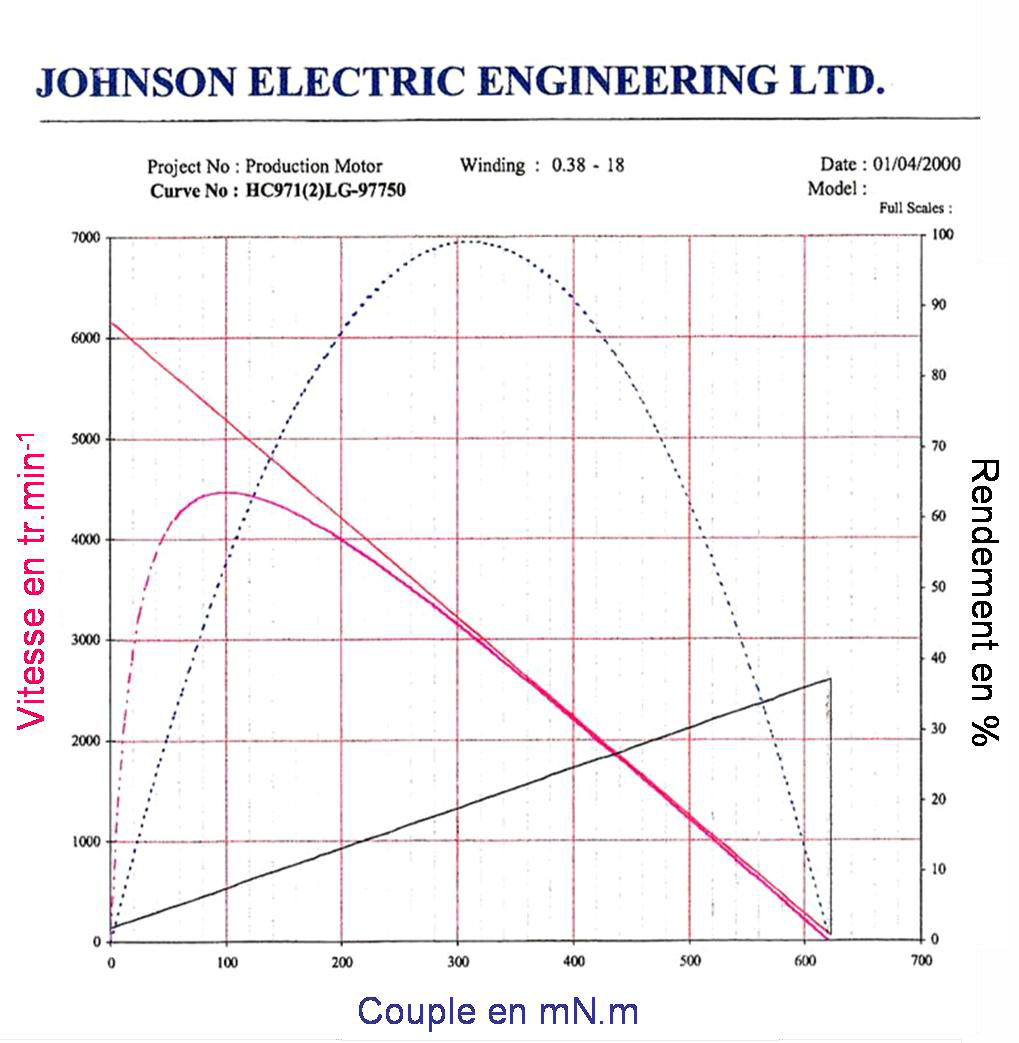 JOHNSON ELECTRIC ENGINEERING LTD.
Project No : Production Motor Winding : 0.38 - 18 Date : 01/04/2000
Curve No : HC971(2)LG-97750 Model :
Full Scales :
7000 100
90
6000
80
5000 70
60
4000
50
3000 40
30
2000
20
1000
10
0 0
0 100 200 300 400 500 600 700
Vitesse en tr.min-1
Rendement en %
Couple en mN.m